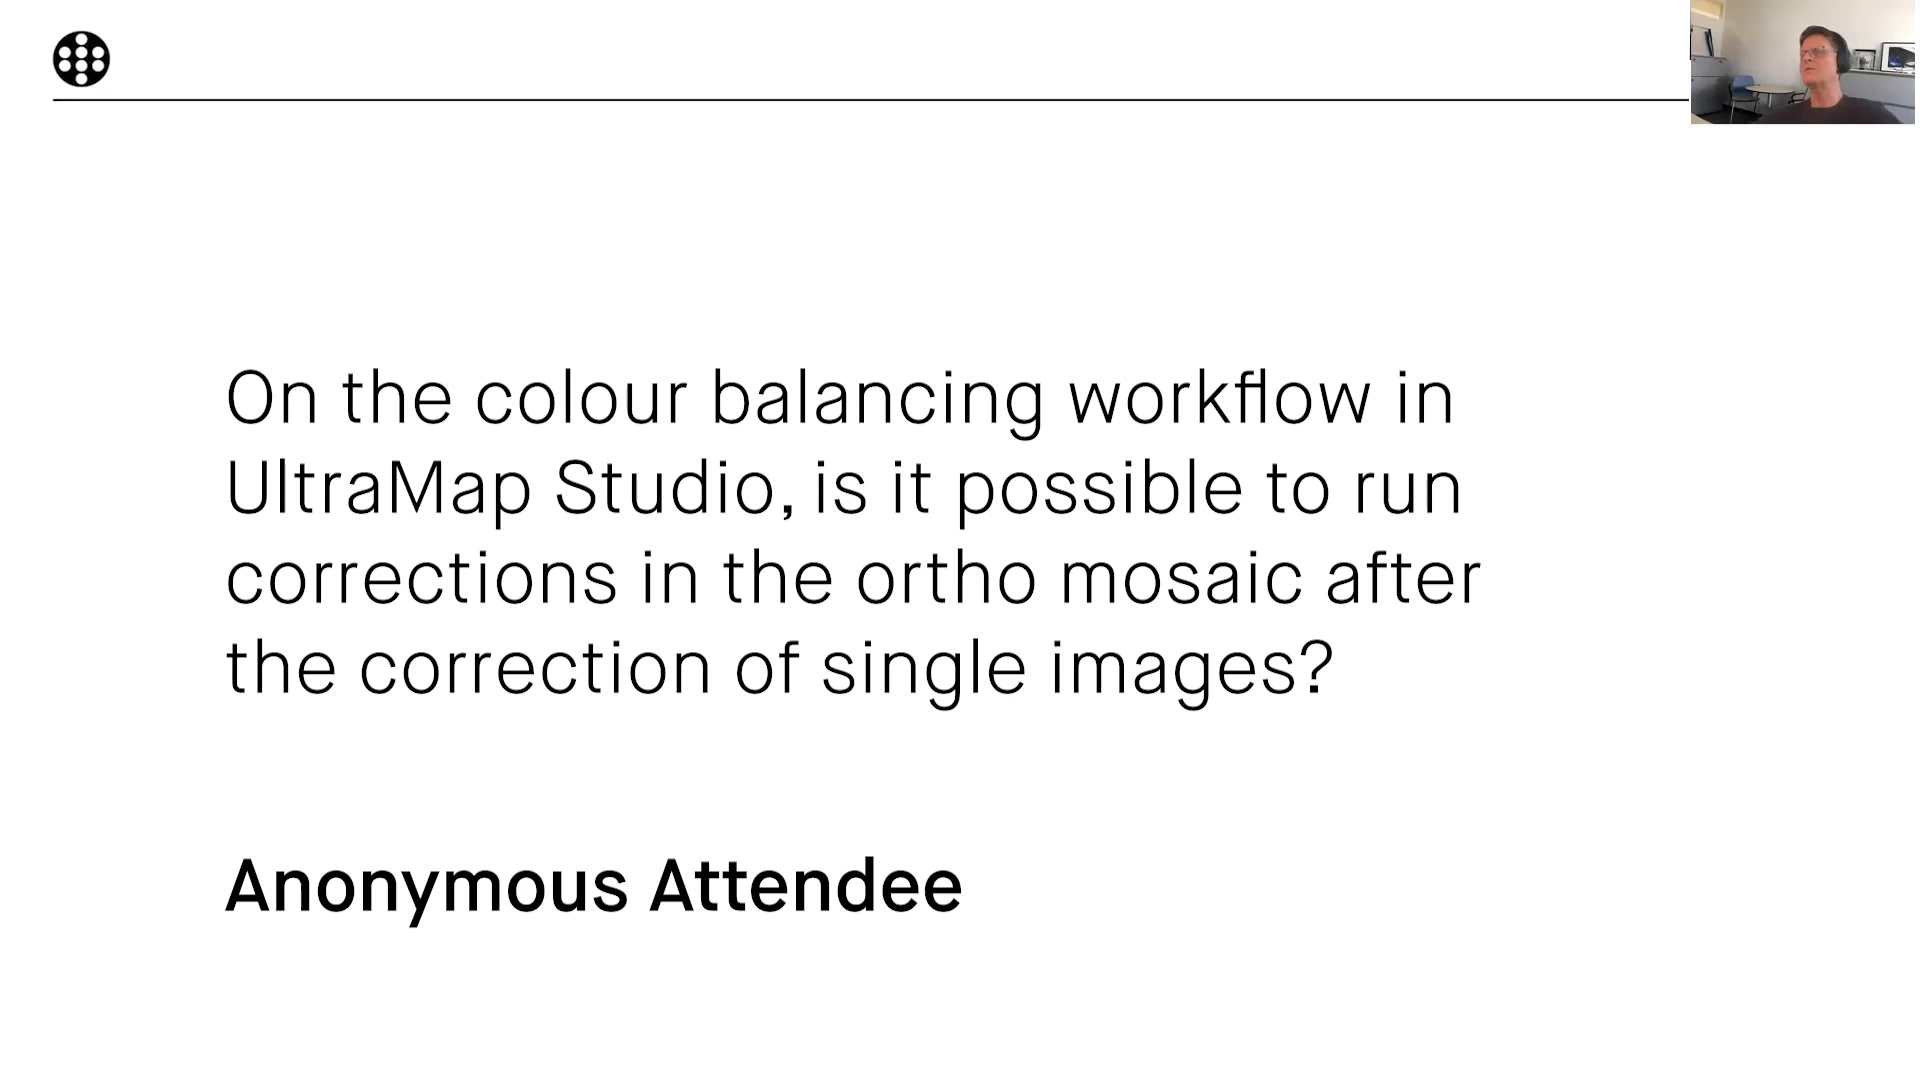 On the colour balancing workflow in
UltraMap Studio, is it possible to run
corrections in the ortho mosaic after
the correction of single images?
Anonymous Attendee